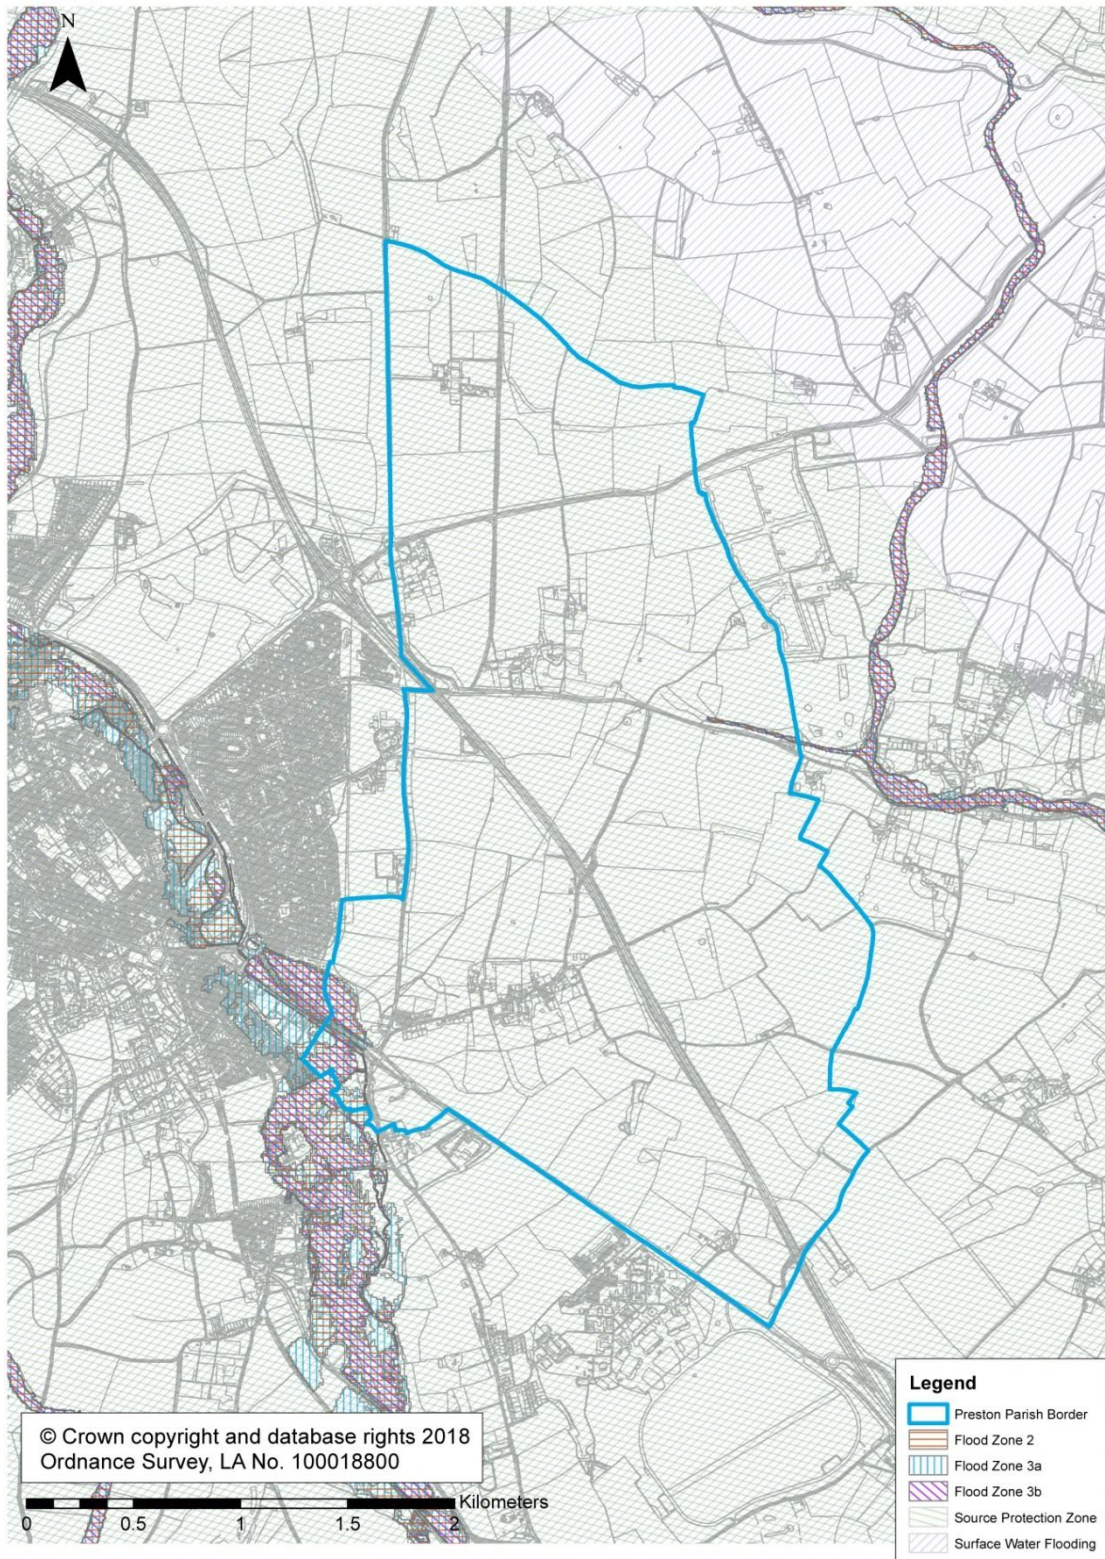 N
Legend
Preston Parish Border
Flood Zone 2
Flood Zone 3a
Flood Zone 3b
Source Protection Zone
Surface Water Flooding
© Crown copyright and database rights 2018
Ordnance Survey, LA No. 100018800
Kilometers
0 0.5 1 1.5 2